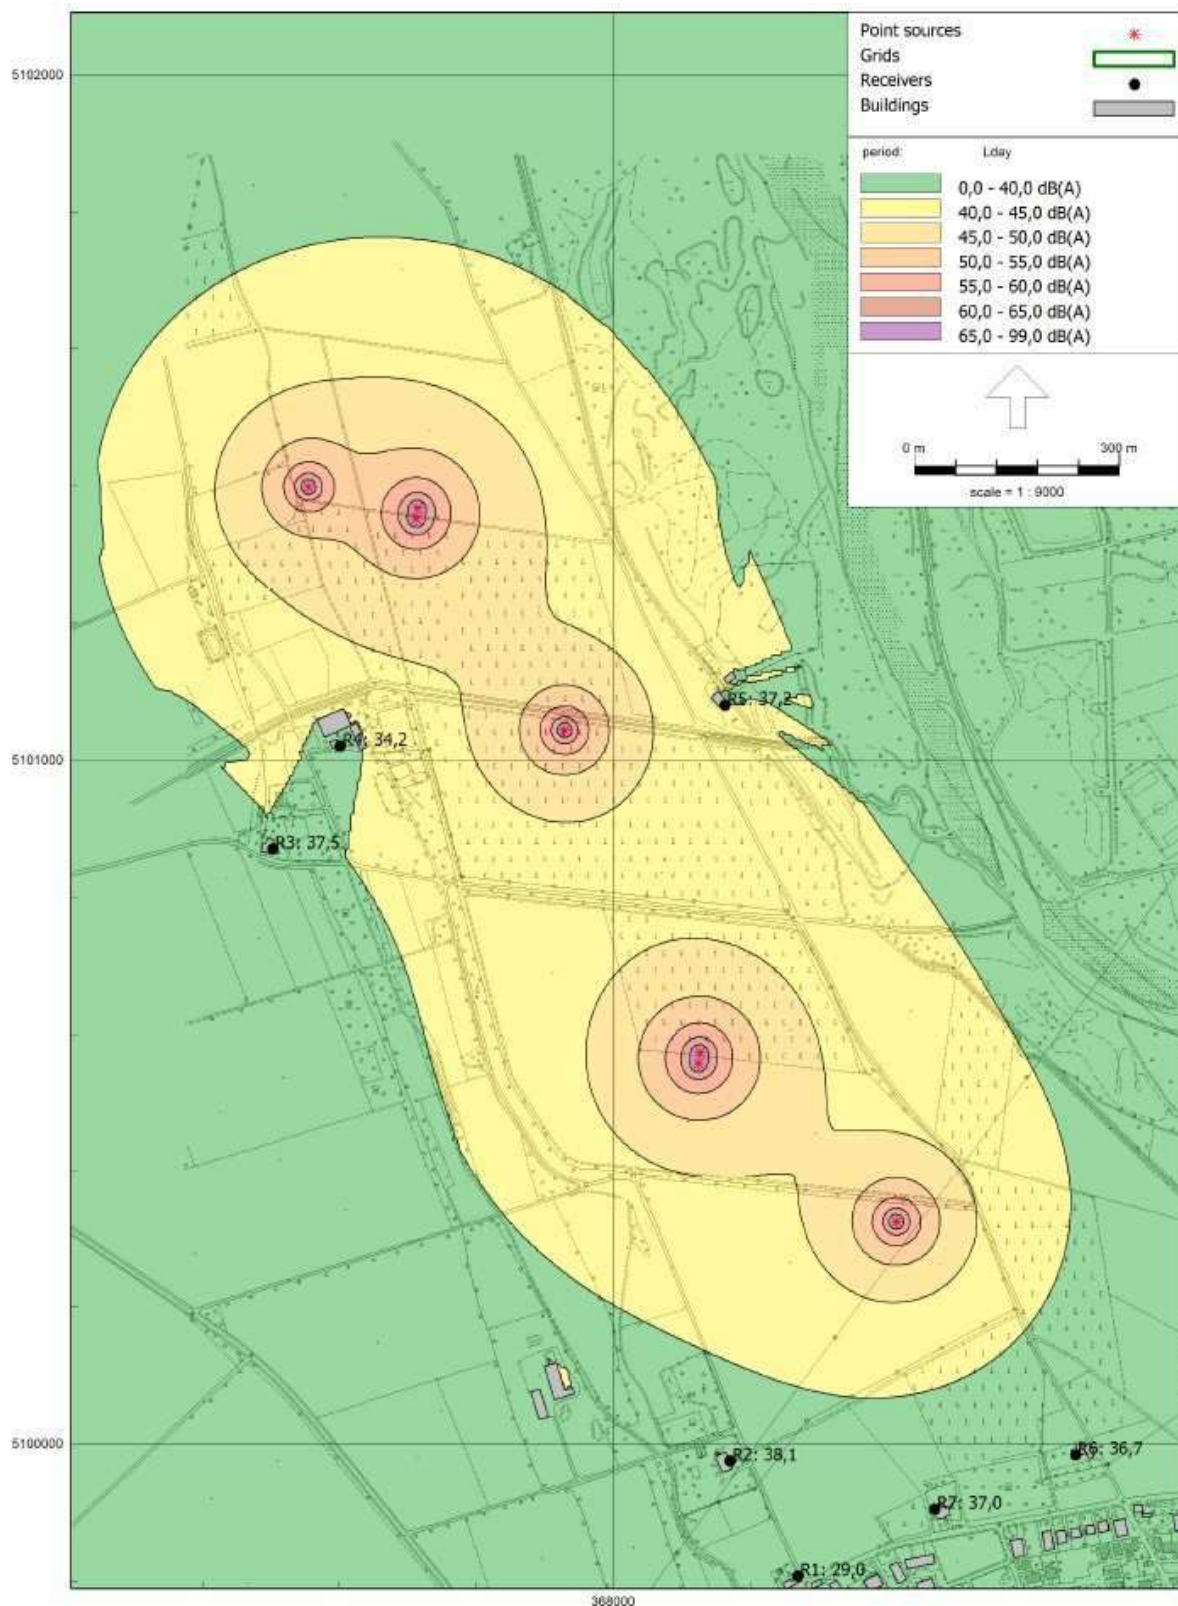 Point sources
Grids
Receivers
Buildings
5102000
period: Lday
0,0 - 40,0 dB(A)
40,0 - 45,0 dB(A)
45,0 - 50,0 dB(A)
50,0 - 55,0 dB(A)
55,0 - 60,0 dB(A)
60,0 - 65,0 dB(A)
65,0 - 99,0 dB(A)
0 m 300 m
scale = 1 : 9000
R5: 37,2
R4: 34,2
5101000
R3: 37,5
5100000
R2: 38,1
R6: 36,7
R7: 37,0
R1: 29,0
368000